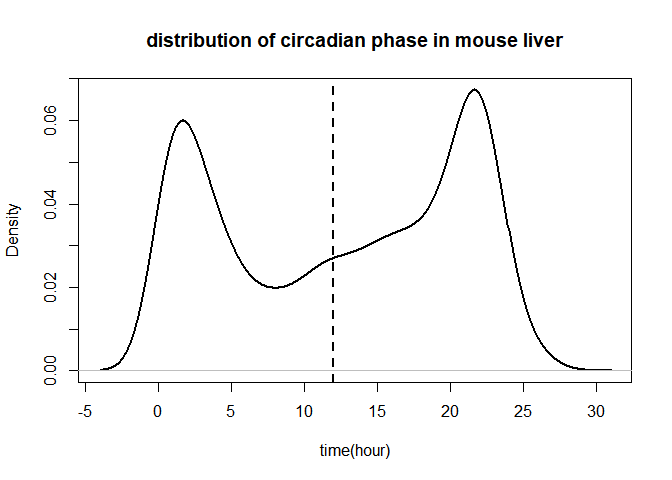 distribution of circadian phase in mouse liver
Density
0.06
0.04
0.02
0.00
-5 0 5 10 15 20 25 30
time(hour)